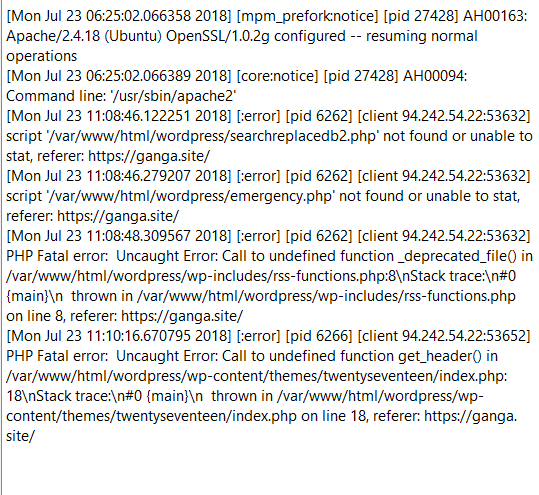 [Mon Jul 23 06:25:02.066358 2018] [mpm_prefork:notice] [pid 27428] AH00163:
Apache/2.4.18 (Ubuntu) OpenSSL/1.0.2g configured -- resuming normal
operations
[Mon Jul 23 06:25:02.066389 2018] [core:notice] [pid 27428] AH00094:
Command line: '/usr/sbin/apache2'
[Mon Jul 23 11:08:46.122251 2018] [:error] [pid 6262] [client 94.242.54.22:53632]
script '/var/www/html/wordpress/searchreplacedb2.php' not found or unable to
stat, referer: https://ganga.site/
[Mon Jul 23 11:08:46.279207 2018] [:error] [pid 6262] [client 94.242.54.22:53632]
script '/var/www/html/wordpress/emergency.php' not found or unable to stat,
referer: https://ganga.site/
[Mon Jul 23 11:08:48.309567 2018] [:error] [pid 6262] [client 94.242.54.22:53632]
PHP Fatal error:  Uncaught Error: Call to undefined function _deprecated_file() in
/var/www/html/wordpress/wp-includes/rss-functions.php:8\nStack trace:\n#0
{main}\n  thrown in /var/www/html/wordpress/wp-includes/rss-functions.php
on line 8, referer: https://ganga.site/
[Mon Jul 23 11:10:16.670795 2018] [:error] [pid 6266] [client 94.242.54.22:53652]
PHP Fatal error:  Uncaught Error: Call to undefined function get_header() in
/var/www/html/wordpress/wp-content/themes/twentyseventeen/index.php:
18\nStack trace:\n#0 {main}\n  thrown in /var/www/html/wordpress/wp-
content/themes/twentyseventeen/index.php on line 18, referer: https://ganga.
site/